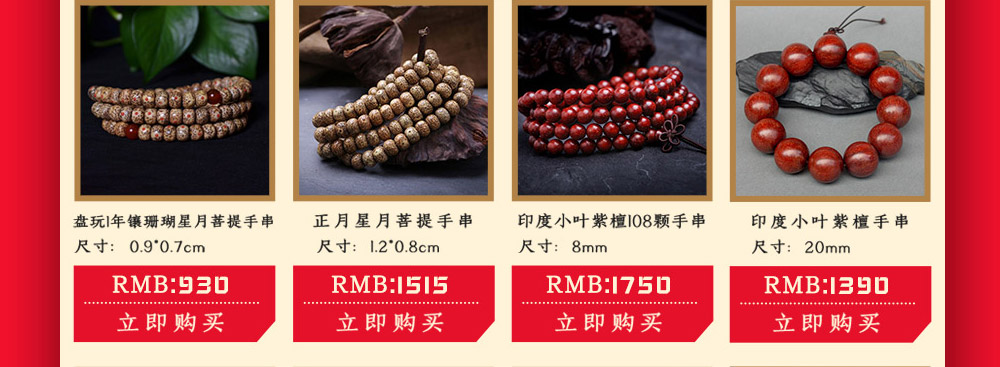 盘玩1年镶珊瑚星月菩提手串
尺寸： 0.9*0.7cm
RMB:930
立即购买
正月星月菩提手串
尺寸： 1.2*0.8cm
RMB:1515
立即购买
印度小叶紫檀108颗手串
尺寸： 8mm
RMB:1750
立即购买
印度小叶紫檀手串
尺寸： 20mm
RMB:1390
立即购买